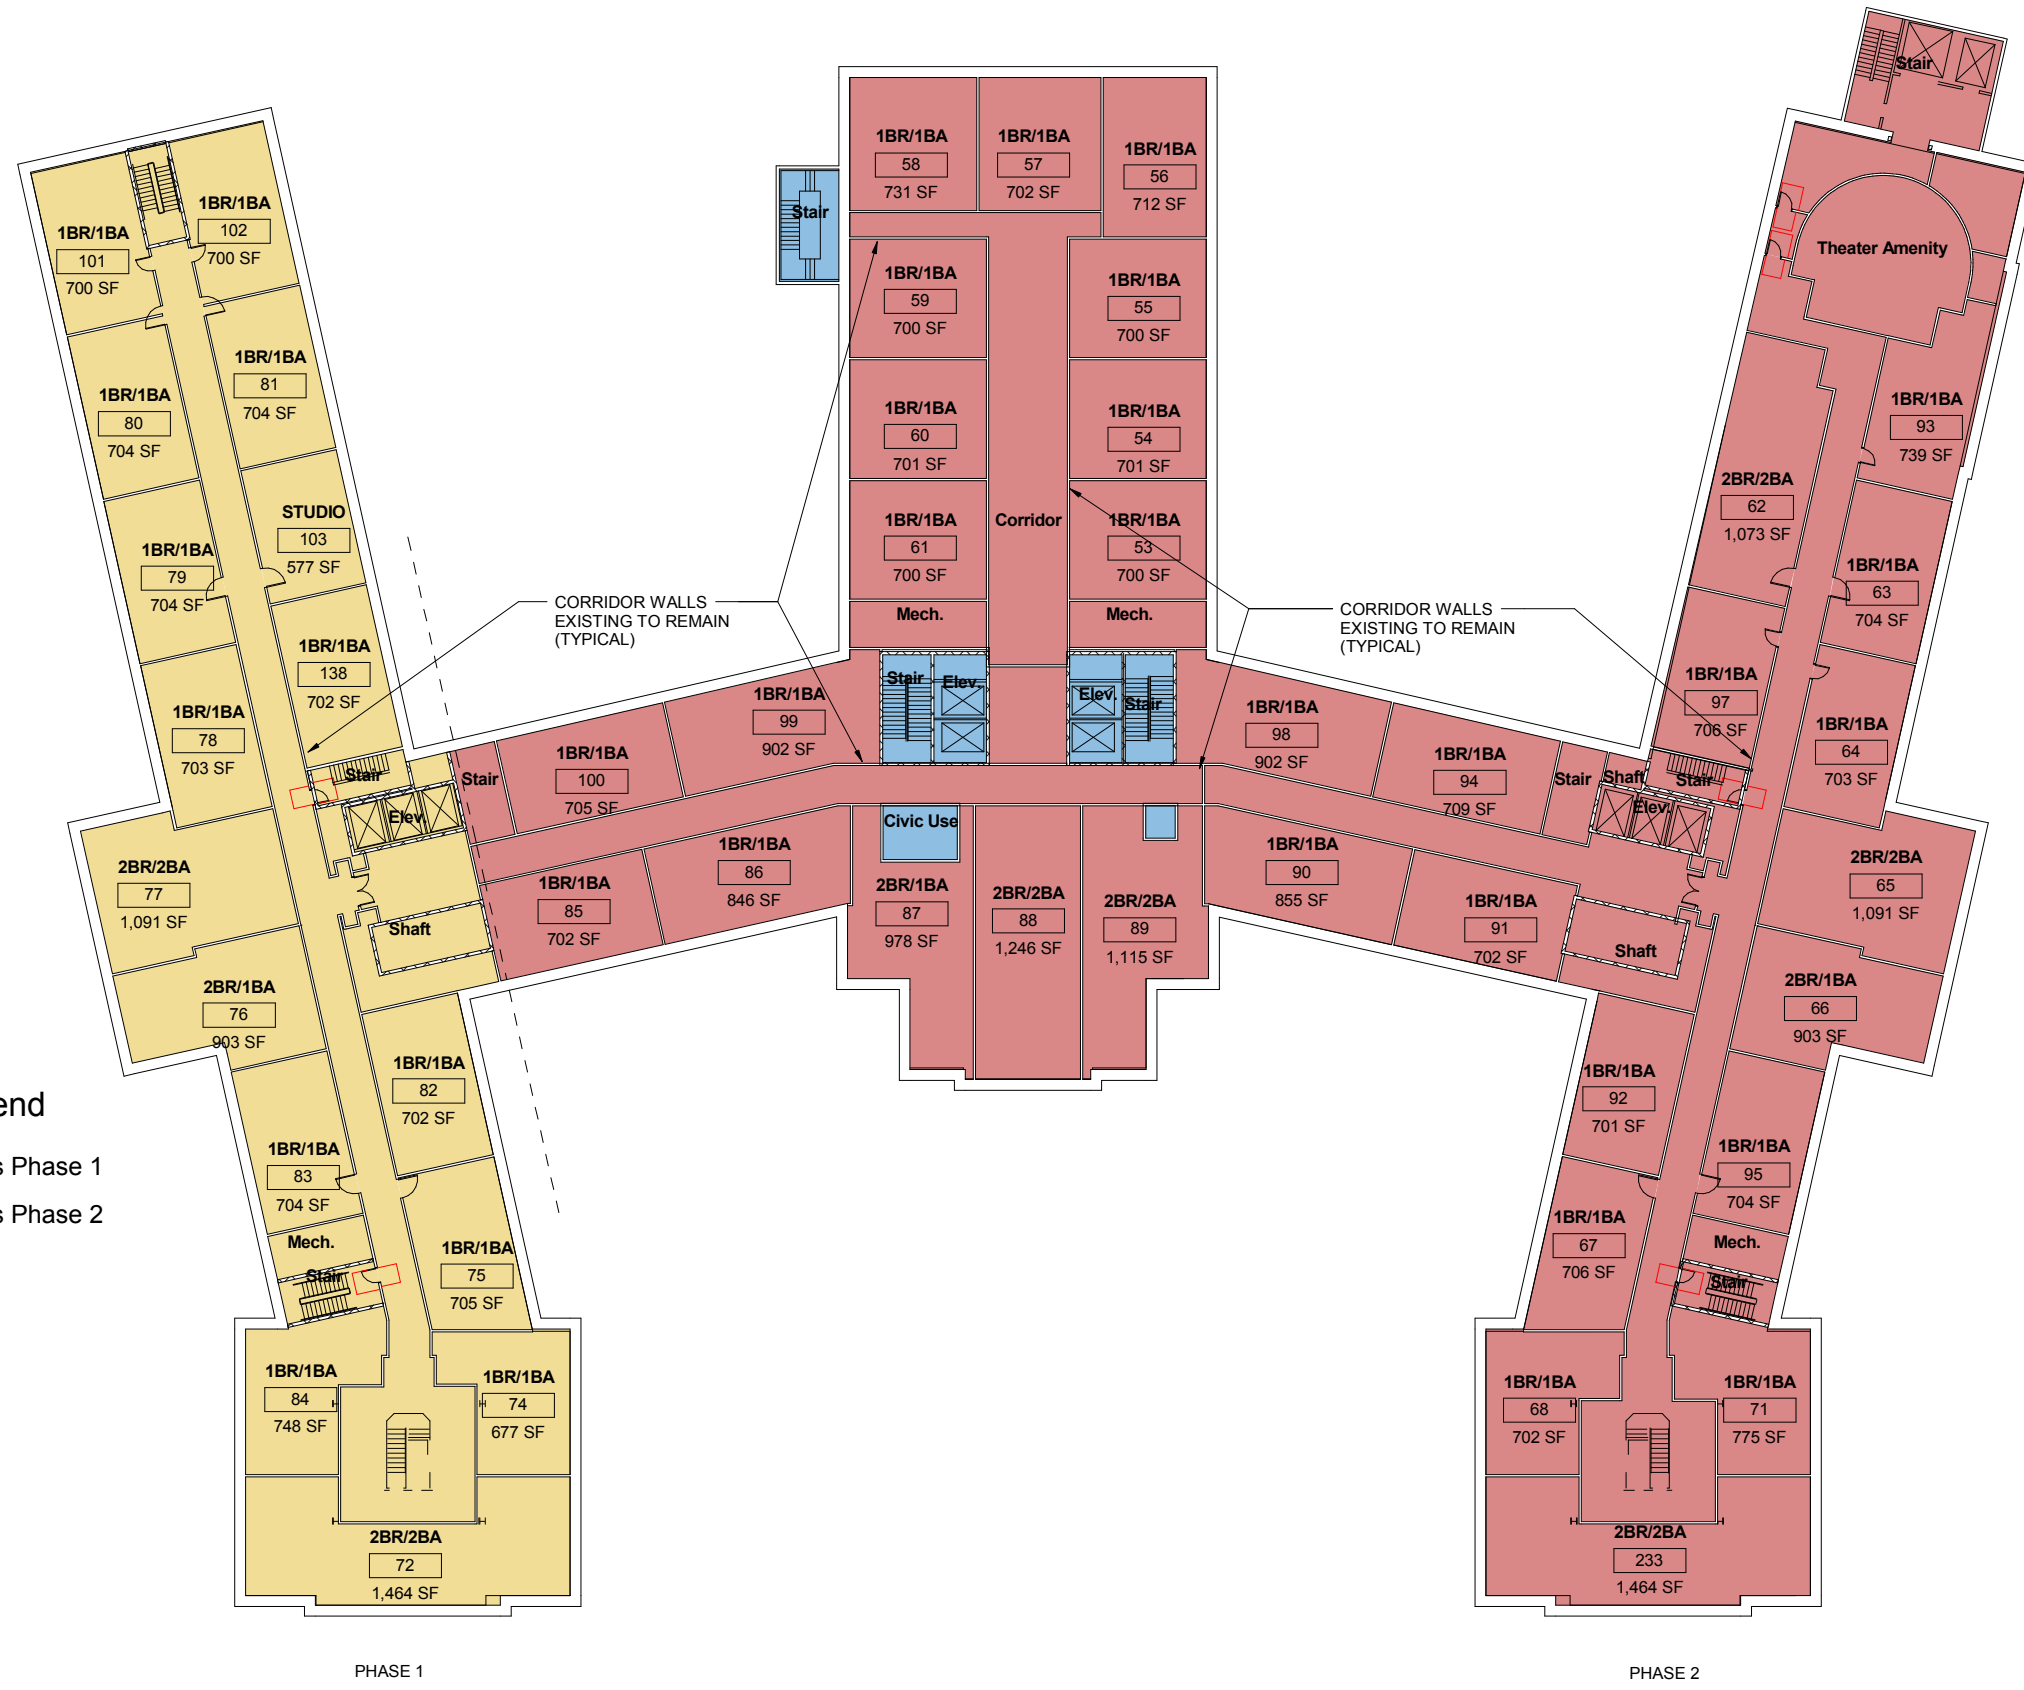 Stair
1BR/1BA
58
731 SF
1BR/1BA
57
702 SF
1BR/1BA
56
712 SF
Stair
1BR/1BA
102
700 SF
1BR/1BA
101
700 SF
Theater Amenity
1BR/1BA
59
700 SF
1BR/1BA
55
700 SF
1BR/1BA
81
704 SF
1BR/1BA
80
704 SF
1BR/1BA
60
701 SF
1BR/1BA
54
701 SF
1BR/1BA
93
739 SF
2BR/2BA
62
1,073 SF
STUDIO
103
577 SF
1BR/1BA
61
700 SF
Corridor
1BR/1BA
53
700 SF
1BR/1BA
79
704 SF
1BR/1BA
63
704 SF
CORRIDOR WALLS
EXISTING TO REMAIN
(TYPICAL)
Mech.
Mech.
CORRIDOR WALLS
EXISTING TO REMAIN
(TYPICAL)
1BR/1BA
138
702 SF
1BR/1BA
78
703 SF
1BR/1BA
99
902 SF
Stair
Elev.
Elev.
Stair
1BR/1BA
98
902 SF
1BR/1BA
97
706 SF
1BR/1BA
64
703 SF
Stair
Elev.
Stair
1BR/1BA
100
705 SF
1BR/1BA
94
709 SF
Stair
Shaft
Stair
Elev.
Civic Use
2BR/2BA
77
1,091 SF
1BR/1BA
85
702 SF
1BR/1BA
86
846 SF
2BR/1BA
87
978 SF
2BR/2BA
88
1,246 SF
2BR/2BA
89
1,115 SF
1BR/1BA
90
855 SF
1BR/1BA
91
702 SF
2BR/2BA
65
1,091 SF
Shaft
Shaft
2BR/1BA
76
903 SF
2BR/1BA
66
903 SF
1BR/1BA
82
702 SF
1BR/1BA
92
701 SF
end
s Phase 1
s Phase 2
1BR/1BA
83
704 SF
1BR/1BA
95
704 SF
Mech.
Stair
1BR/1BA
75
705 SF
1BR/1BA
67
706 SF
Mech.
Stair
1BR/1BA
84
748 SF
1BR/1BA
74
677 SF
1BR/1BA
68
702 SF
1BR/1BA
71
775 SF
2BR/2BA
72
1,464 SF
2BR/2BA
233
1,464 SF
PHASE 1
PHASE 2